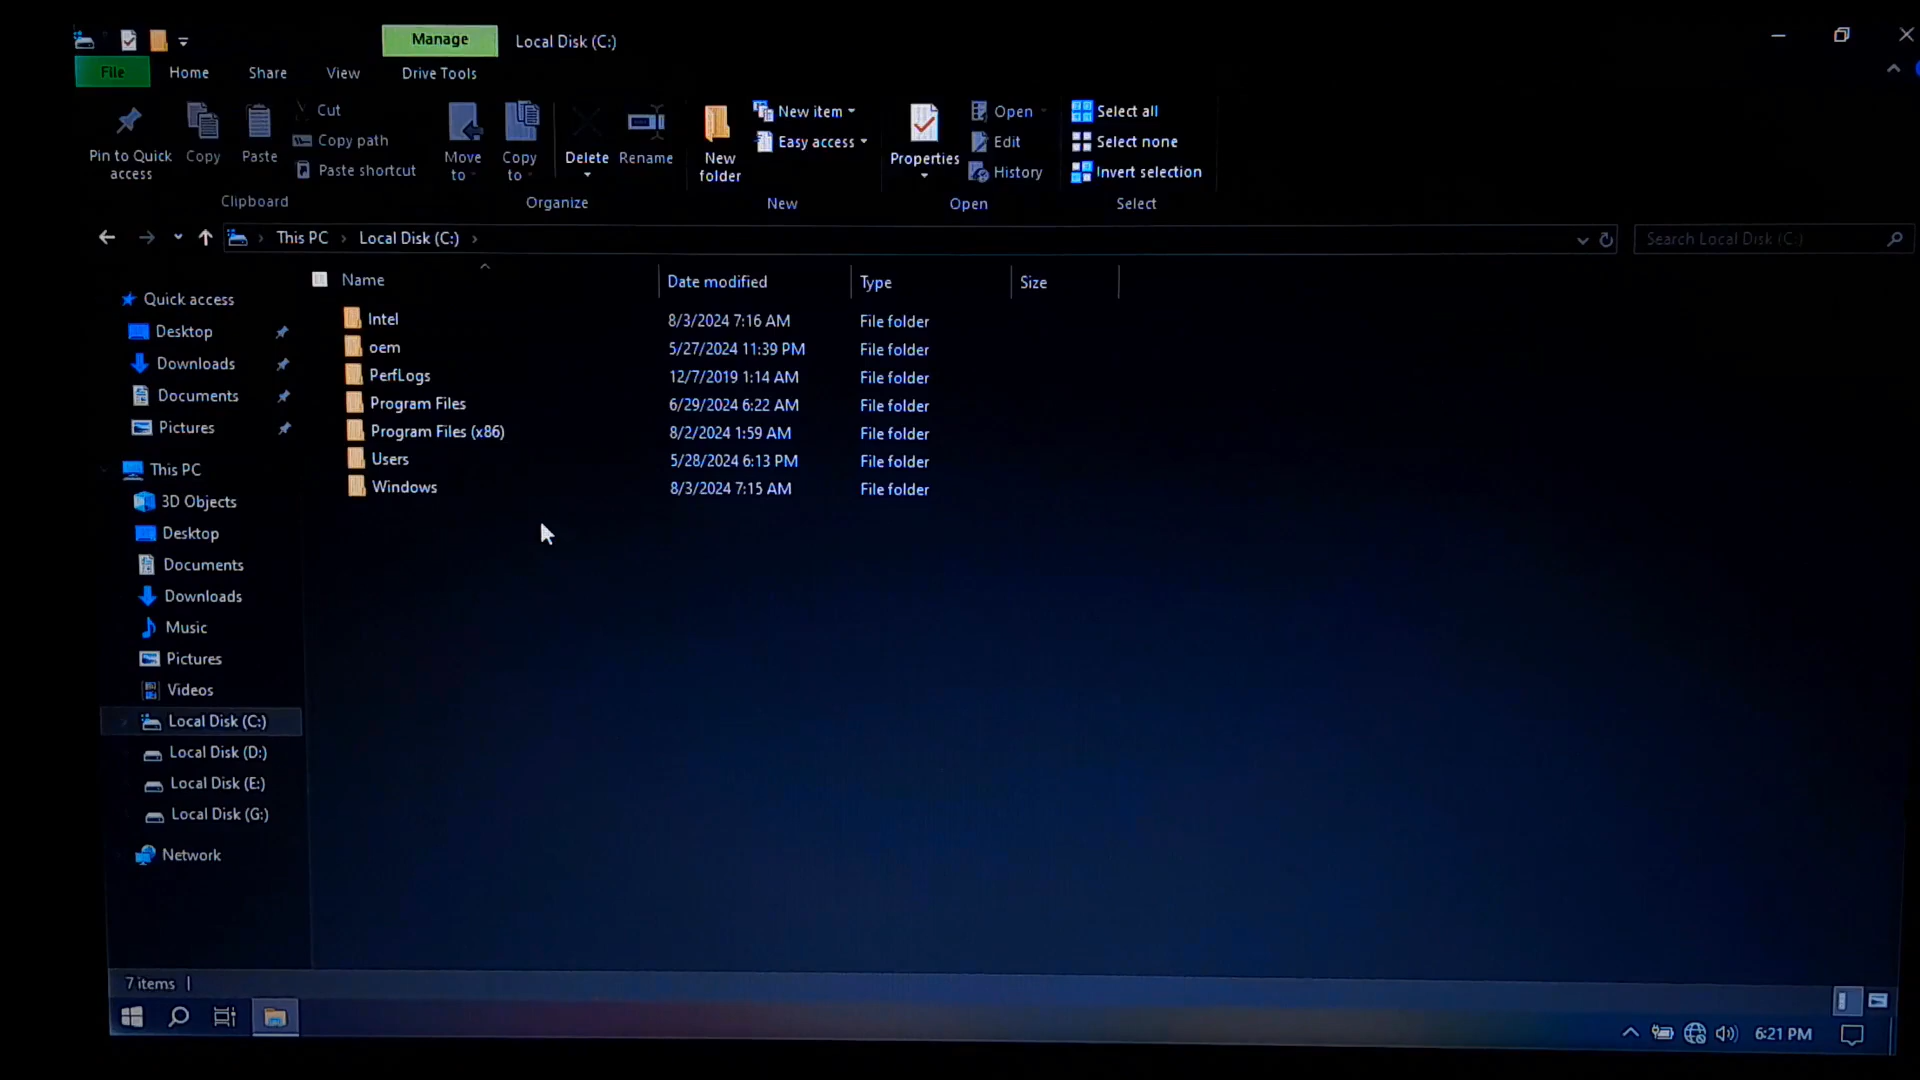 Manage Local Disk (C:)
File Home Share View Drive Tools
Pin to Quick access
Copy
Paste
Cut
Copy path
Paste shortcut
Clipboard
Move to
Copy to
Delete
Rename
Organize
New folder
New item
Easy access
New
Properties
Open
Edit
History
Open
Select all
Select none
Invert selection
Select
This PC Local Disk (C:)
Search Local Disk (C:)
Quick access
Desktop
Downloads
Documents
Pictures
This PC
3D Objects
Desktop
Documents
Downloads
Music
Pictures
Videos
Local Disk (C:)
Local Disk (D:)
Local Disk (E:)
Local Disk (G:)
Network
Name Date modified Type Size
Intel 8/3/2024 7:16 AM File folder
oem 5/27/2024 11:39 PM File folder
PerfLogs 12/7/2019 1:14 AM File folder
Program Files 6/29/2024 6:22 AM File folder
Program Files (x86) 8/2/2024 1:59 AM File folder
Users 5/28/2024 6:13 PM File folder
Windows 8/3/2024 7:15 AM File folder
7 items
6:21 PM